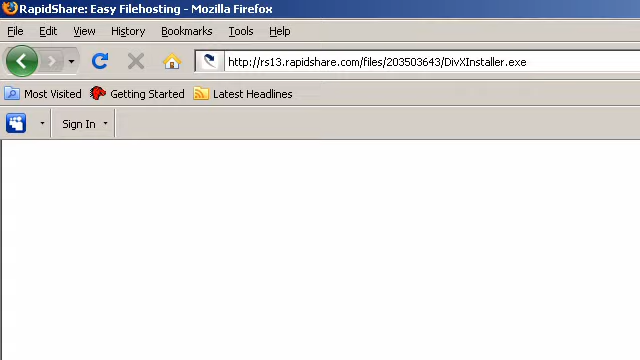 RapidShare: Easy Filehosting - Mozilla Firefox
File Edit View History Bookmarks Tools Help
http://rs13.rapidshare.com/files/203503643/DivXInstaller.exe
Most Visited Getting Started Latest Headlines
Sign In